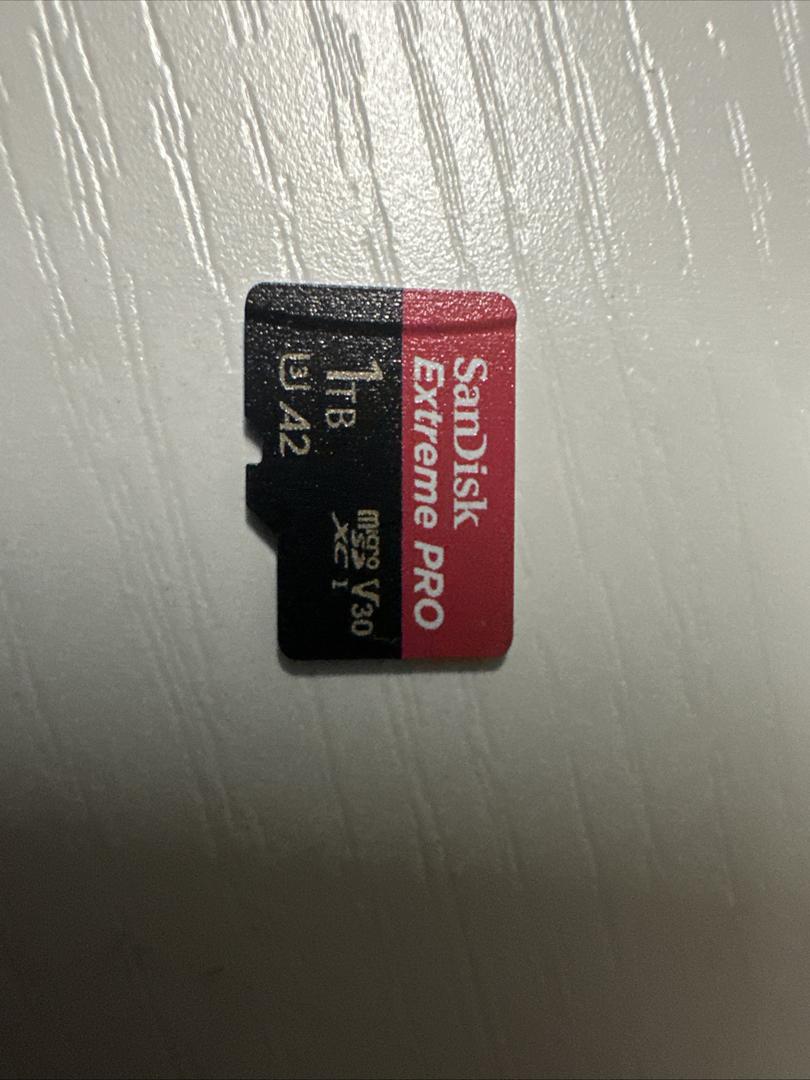 SanDisk
Extreme PRO
1TB
U3 A2
micro
SD
XC I
V30